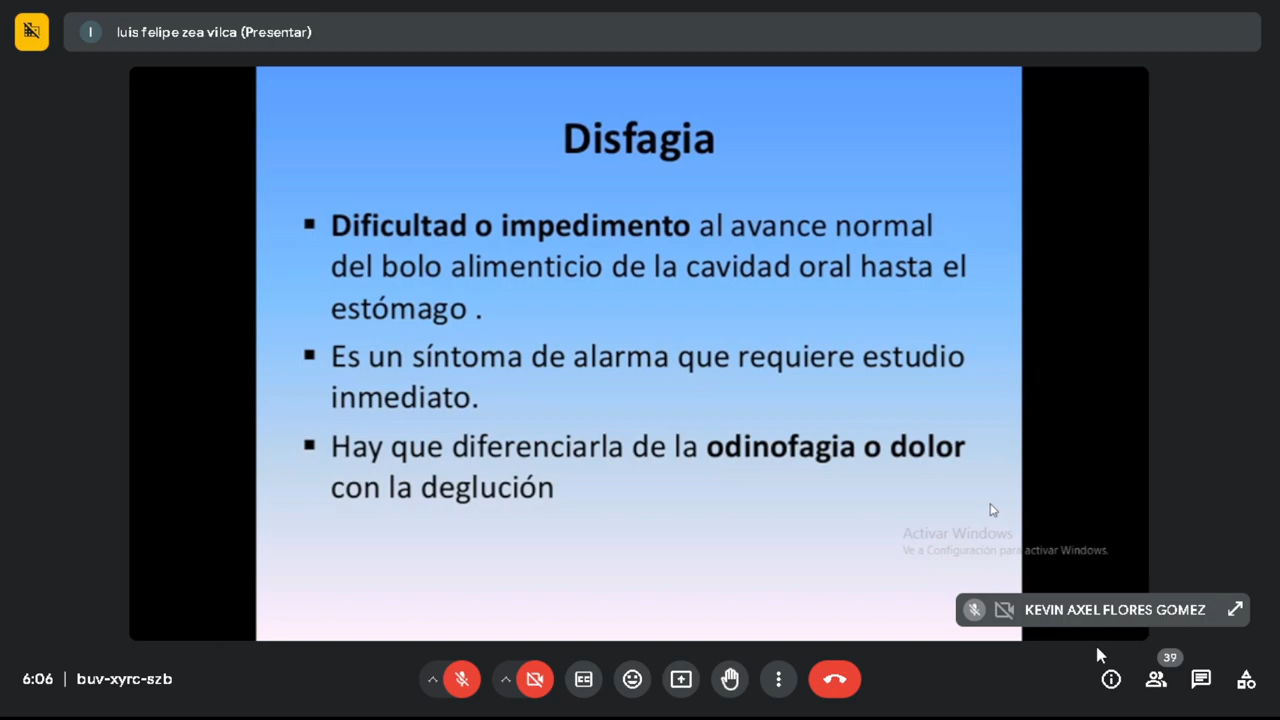 I luis felipe zea vilca (Presentar)
Disfagia
▪ Dificultad o impedimento al avance normal
del bolo alimenticio de la cavidad oral hasta el
estómago .
▪ Es un síntoma de alarma que requiere estudio
inmediato.
▪ Hay que diferenciarla de la odinofagia o dolor
con la deglución
Activar Windows
Ve a Configuración para activar Windows.
KEVIN AXEL FLORES GOMEZ
39
6:06 | buv-xyrc-szb